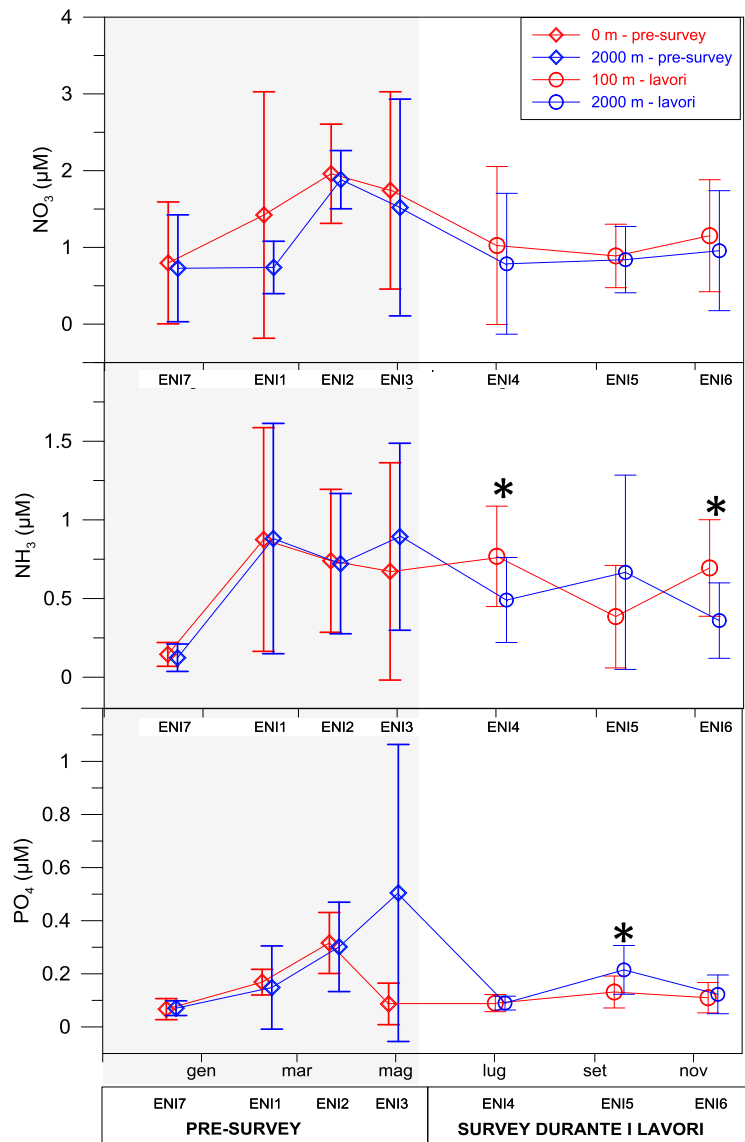 0 m - pre-survey
2000 m - pre-survey
100 m - lavori
2000 m - lavori
4
3
2
1
0
NO₃ (µM)
ENI7 ENI1 ENI2 ENI3 ENI4 ENI5 ENI6
1.5
1
0.5
0
NH₃ (µM)
*
*
ENI7 ENI1 ENI2 ENI3 ENI4 ENI5 ENI6
1
0.8
0.6
0.4
0.2
0
PO₄ (µM)
*
gen mar mag lug set nov
ENI7 ENI1 ENI2 ENI3 ENI4 ENI5 ENI6
PRE-SURVEY SURVEY DURANTE I LAVORI